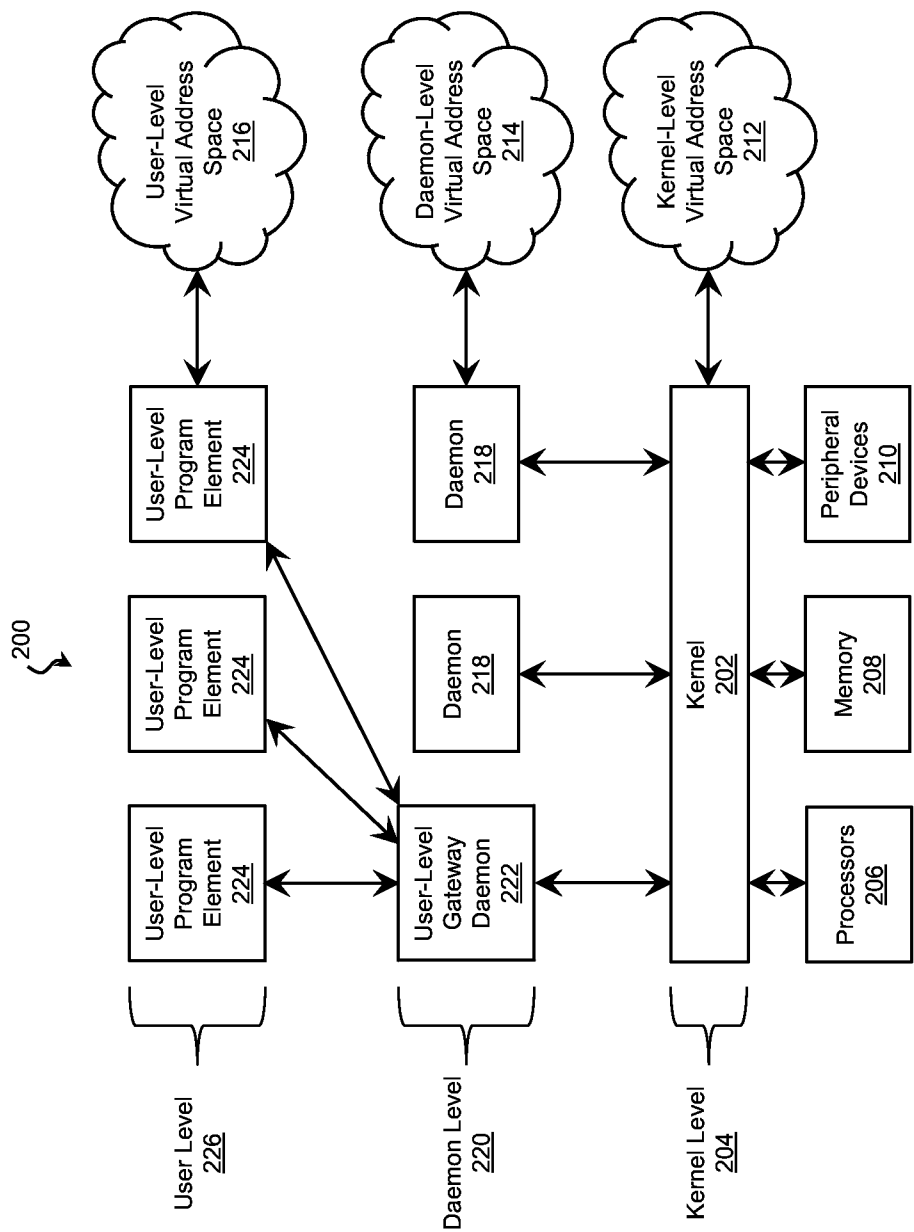 200
User Level
226
User-Level
Program
Element
224
User-Level
Program
Element
224
User-Level
Program
Element
224
User-Level
Virtual Address
Space
216
Daemon Level
220
User-Level
Gateway
Daemon
222
Daemon
218
Daemon
218
Daemon-Level
Virtual Address
Space
214
Kernel Level
204
Kernel
202
Kernel-Level
Virtual Address
Space
212
Processors
206
Memory
208
Peripheral
Devices
210